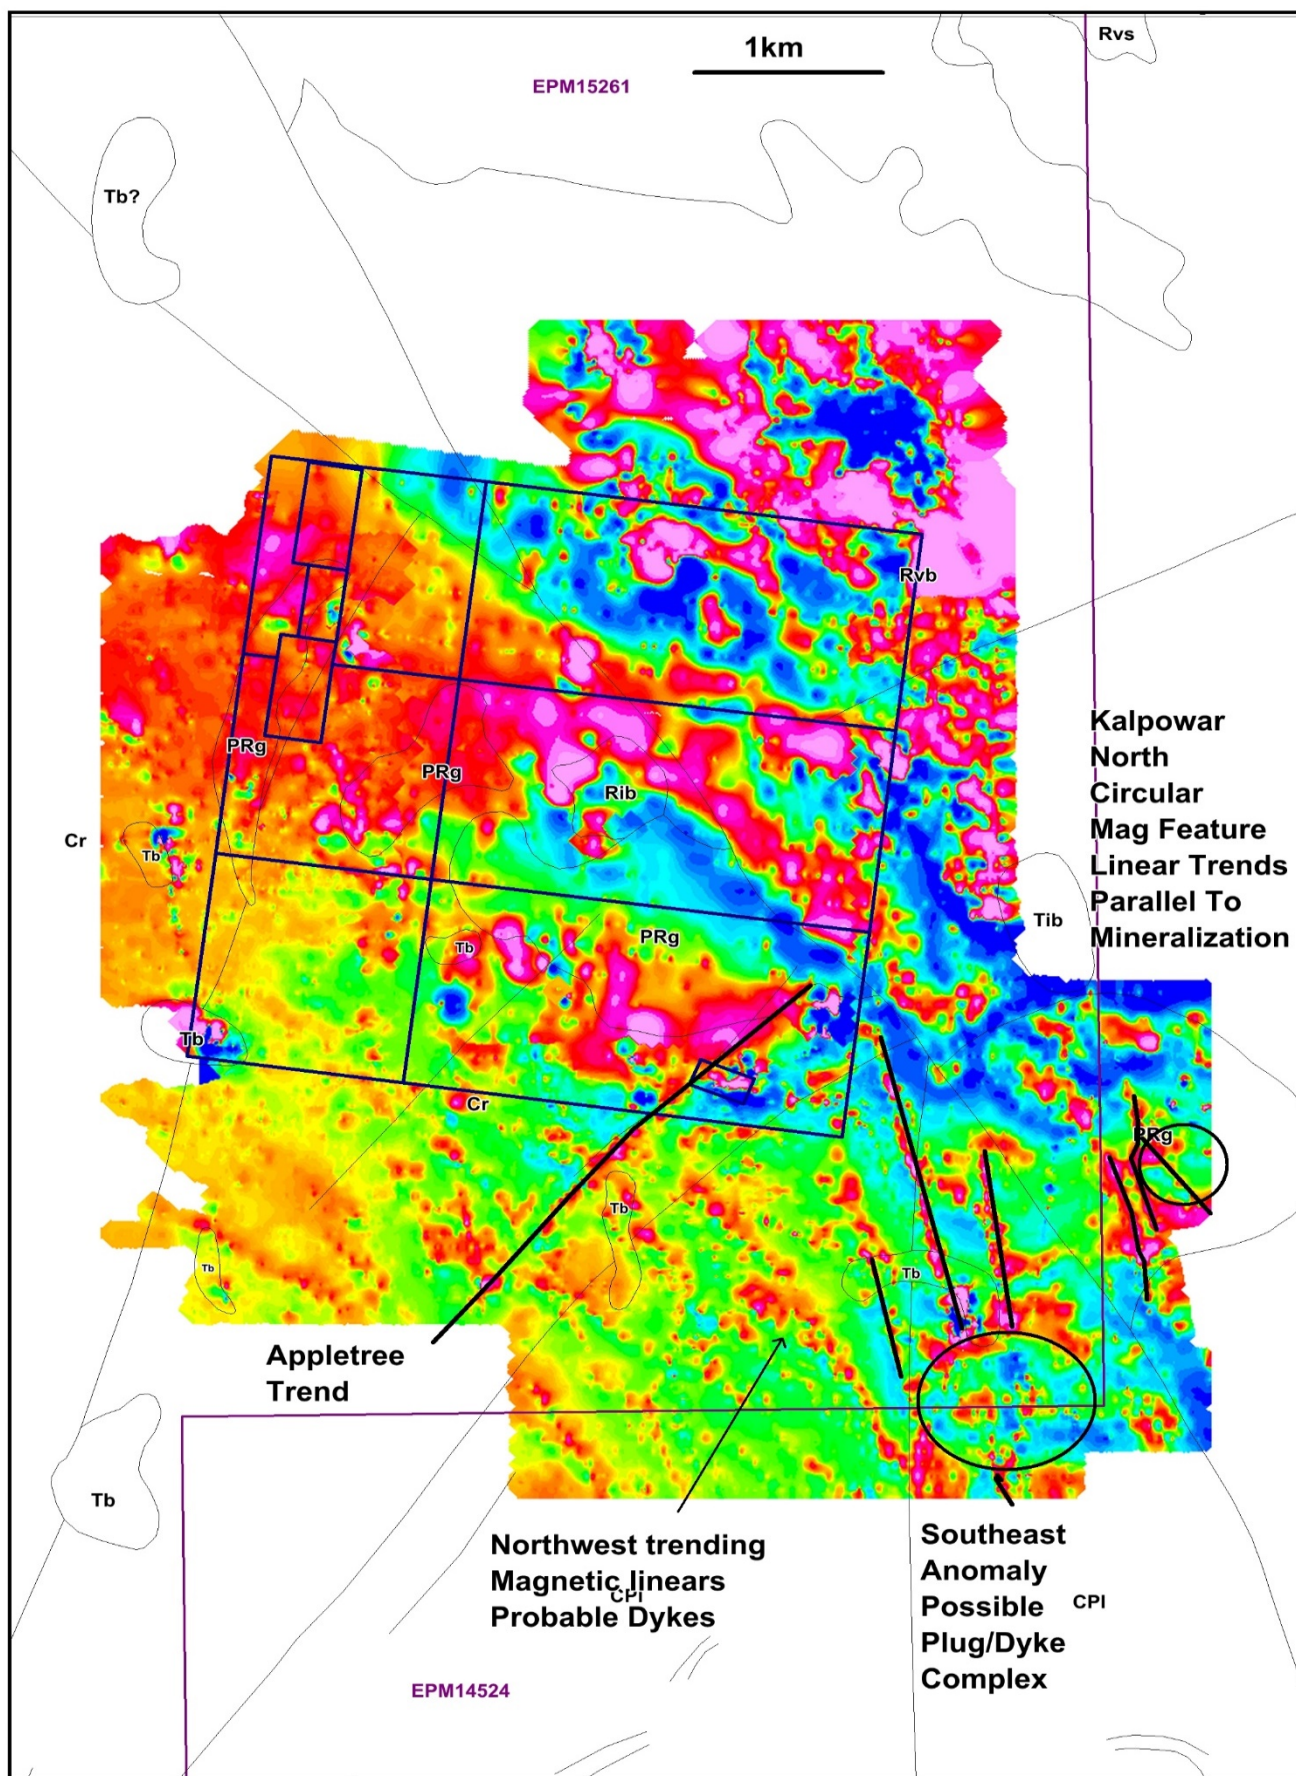 Rvs
1km
EPM15261
Tb?
Rvb
Kalpowar
North
Circular
Mag Feature
Linear Trends
Parallel To
Mineralization
PRg
PRg
Rib
Cr
Tb
Tib
PRg
Tb
Tb
Cr
PRg
Tb
Tb
Tb
Appletree
Trend
Tb
Northwest trending
Magnetic linears
CPI
Probable Dykes
Southeast
Anomaly
Possible
CPI
Plug/Dyke
Complex
EPM14524